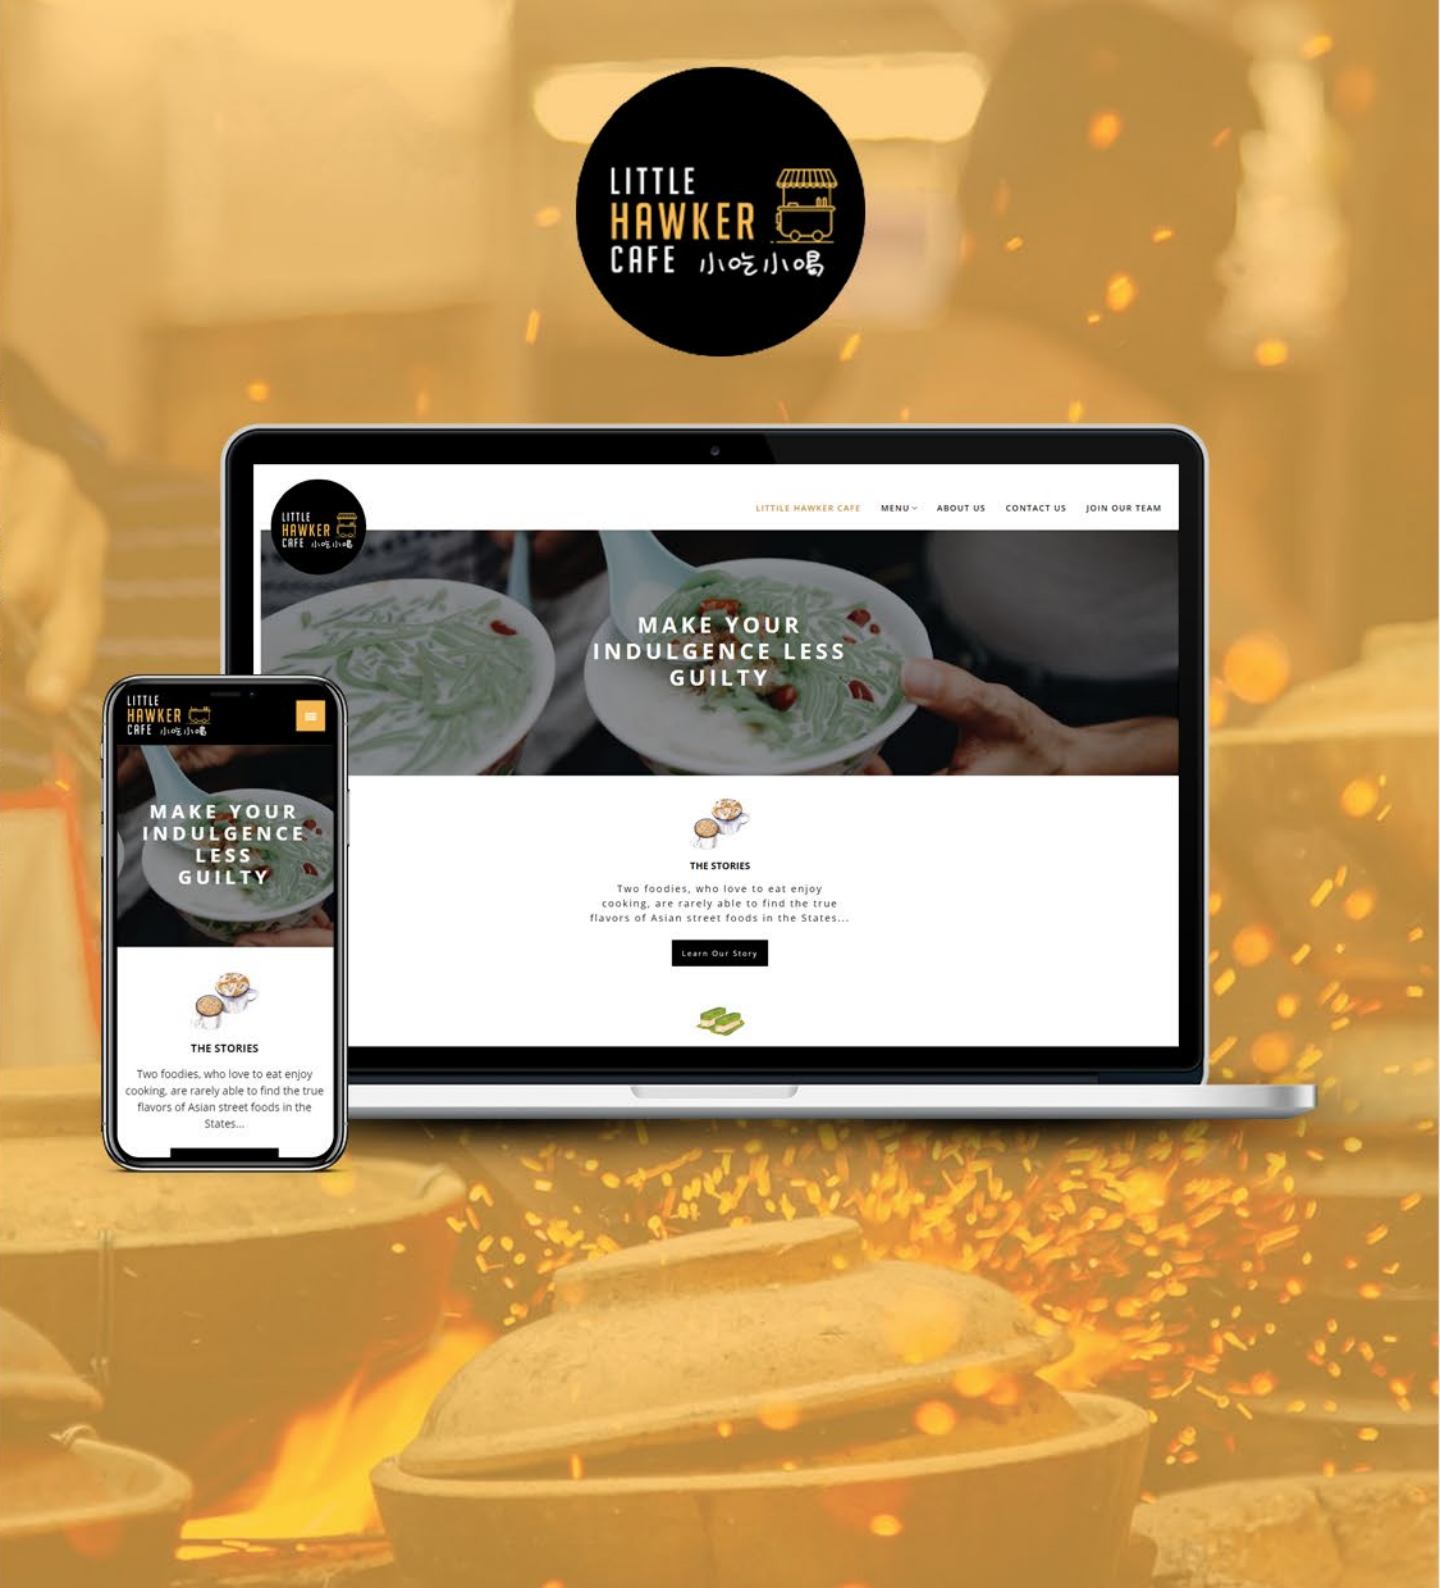 LITTLE
HAWKER
CAFE 小吃小喝
LITTLE
HAWKER
CAFE 小吃小喝
LITTILE HAWKER CAFE MENU ABOUT US CONTACT US JOIN OUR TEAM
MAKE YOUR
INDULGENCE LESS
GUILTY
THE STORIES
Two foodies, who love to eat enjoy
cooking, are rarely able to find the true
flavors of Asian street foods in the States...
Learn Our Story
LITTLE
HAWKER
CAFE 小吃小喝
MAKE YOUR
INDULGENCE
LESS
GUILTY
THE STORIES
Two foodies, who love to eat enjoy
cooking, are rarely able to find the true
flavors of Asian street foods in the
States...